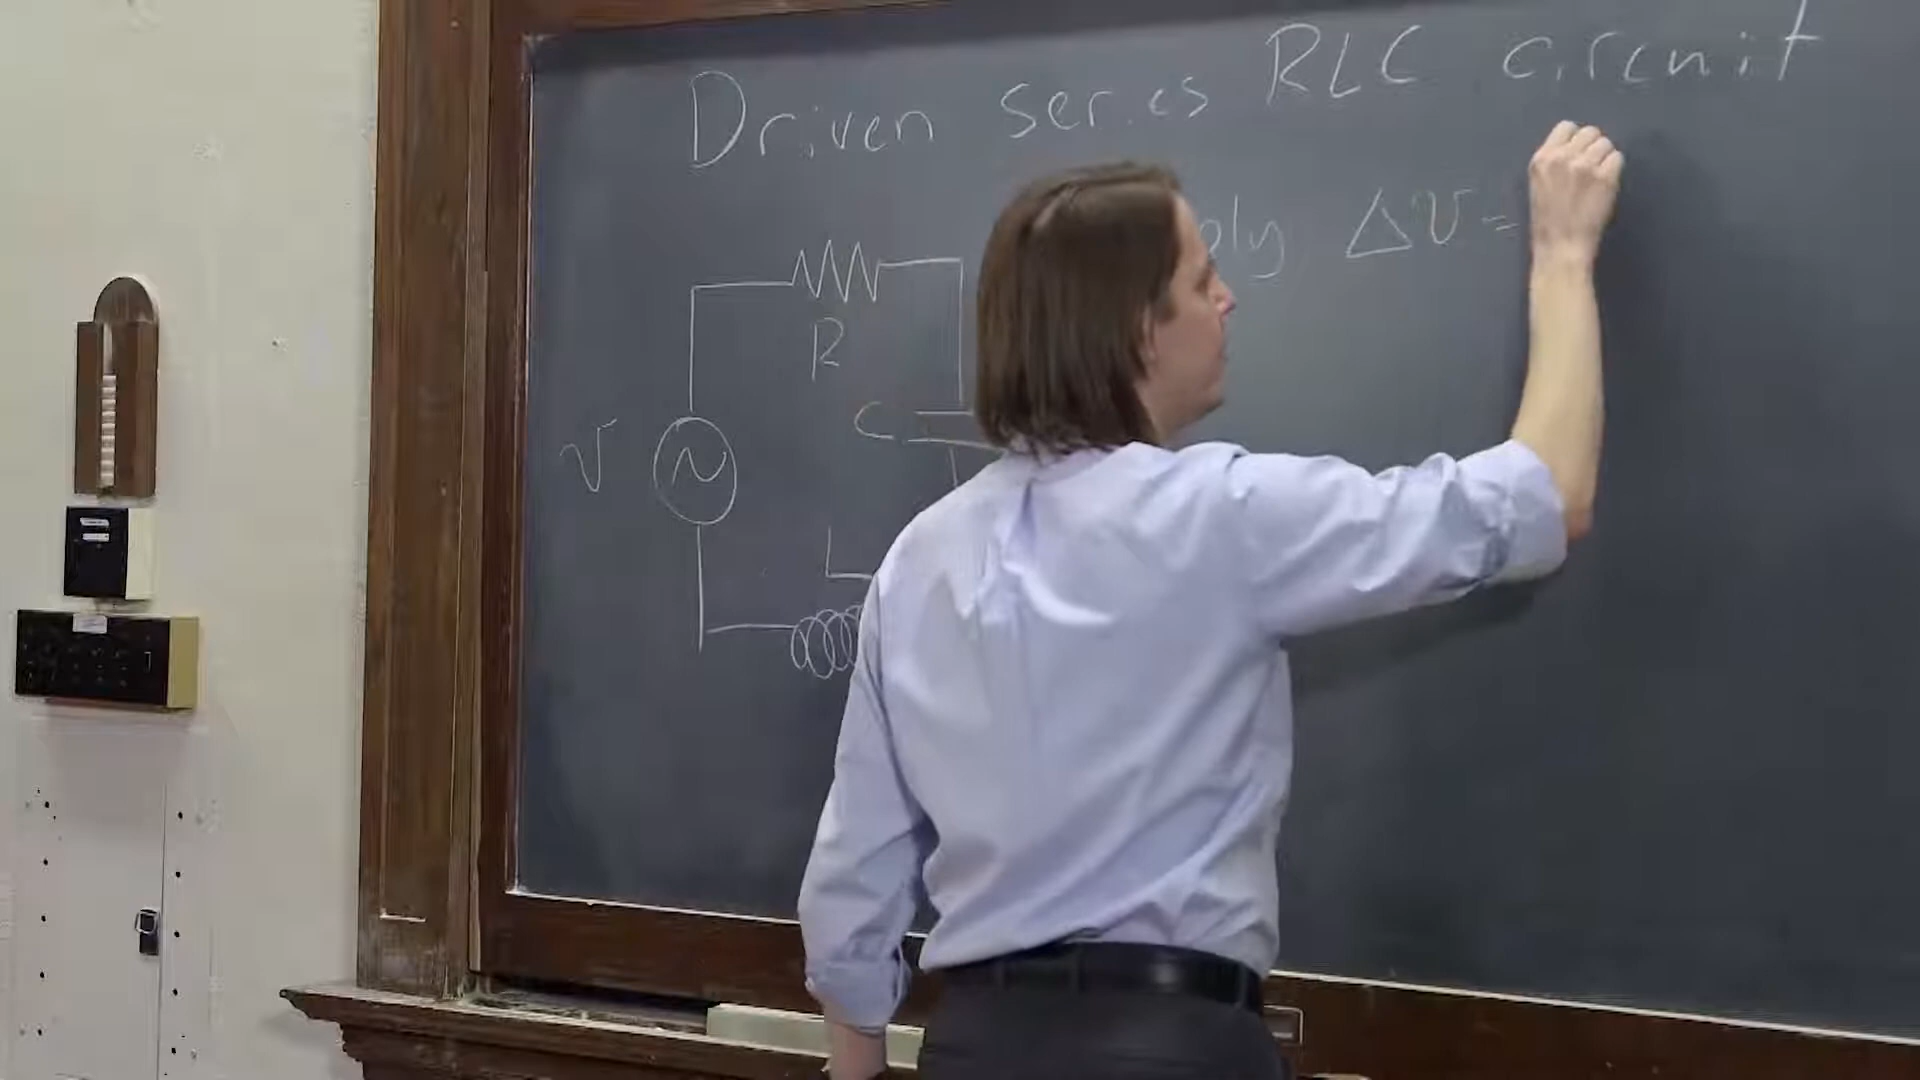 Driven series RLC circuit
ply ΔV =
R
C
V
L